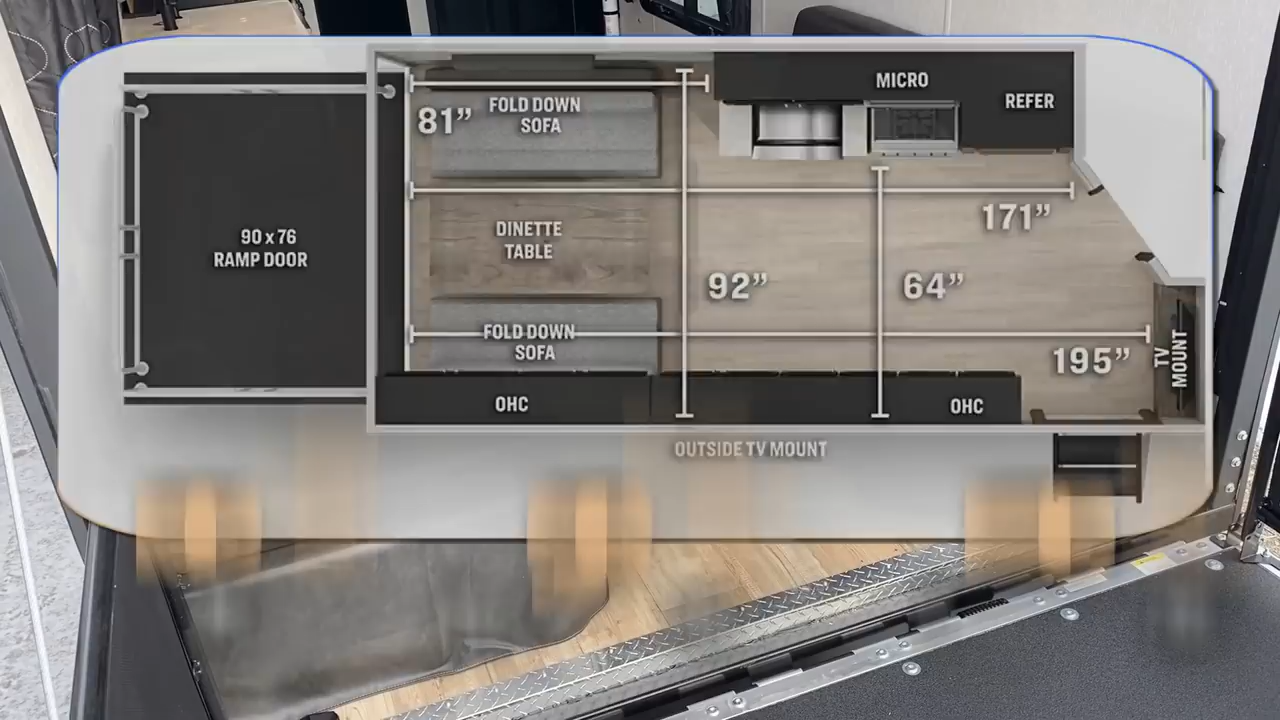 MICRO
REFER
81”
FOLD DOWN
SOFA
171”
DINETTE
TABLE
90 x 76
RAMP DOOR
92”
64”
FOLD DOWN
SOFA
195”
TV
MOUNT
OHC
OHC
OUTSIDE TV MOUNT